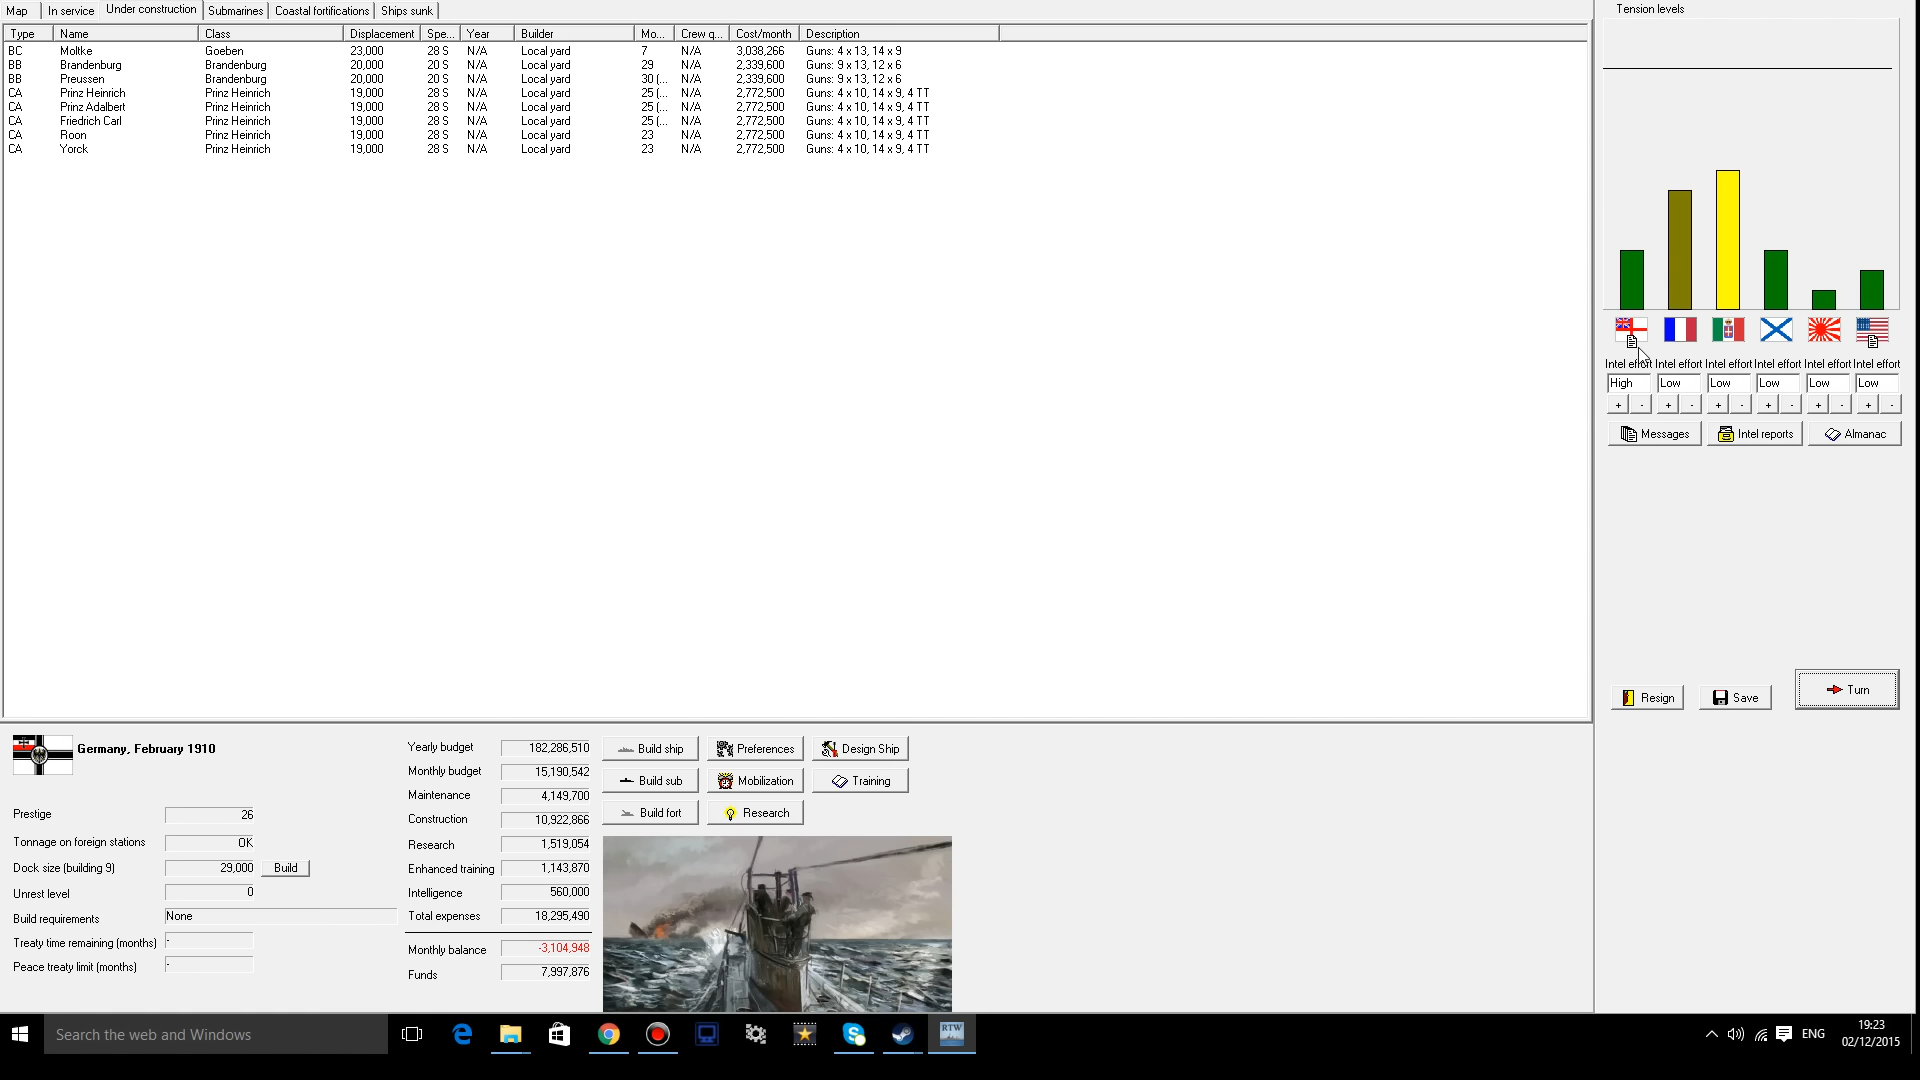 Map In service Under construction Submarines Coastal fortifications Ships sunk
Type Name Class Displacement Spe... Year Builder Mo... Crew q... Cost/month Description
BC Moltke Goeben 23,000 28 S N/A Local yard 7 N/A 3,038,266 Guns: 4 x 13, 14 x 9
BB Brandenburg Brandenburg 20,000 20 S N/A Local yard 29 N/A 2,339,600 Guns: 9 x 13, 12 x 6
BB Preussen Brandenburg 20,000 20 S N/A Local yard 30 (... N/A 2,339,600 Guns: 9 x 13, 12 x 6
CA Prinz Heinrich Prinz Heinrich 19,000 28 S N/A Local yard 25 (... N/A 2,772,500 Guns: 4 x 10, 14 x 9, 4 TT
CA Prinz Adalbert Prinz Heinrich 19,000 28 S N/A Local yard 25 (... N/A 2,772,500 Guns: 4 x 10, 14 x 9, 4 TT
CA Friedrich Carl Prinz Heinrich 19,000 28 S N/A Local yard 25 (... N/A 2,772,500 Guns: 4 x 10, 14 x 9, 4 TT
CA Roon Prinz Heinrich 19,000 28 S N/A Local yard 23 N/A 2,772,500 Guns: 4 x 10, 14 x 9, 4 TT
CA Yorck Prinz Heinrich 19,000 28 S N/A Local yard 23 N/A 2,772,500 Guns: 4 x 10, 14 x 9, 4 TT
Tension levels
Intel effort Intel effort Intel effort Intel effort Intel effort Intel effort
High Low Low Low Low Low
+ - + - + - + - + - + -
Messages Intel reports Almanac
Resign Save Turn
Germany, February 1910
Prestige 26
Tonnage on foreign stations OK
Dock size (building 9) 29,000 Build
Unrest level 0
Build requirements None
Treaty time remaining (months) -
Peace treaty limit (months) -
Yearly budget 182,286,510
Monthly budget 15,190,542
Maintenance 4,149,700
Construction 10,922,866
Research 1,519,054
Enhanced training 1,143,870
Intelligence 560,000
Total expenses 18,295,490
Monthly balance -3,104,948
Funds 7,997,876
Build ship Preferences Design Ship
Build sub Mobilization Training
Build fort Research
Search the web and Windows
RTW
ENG
19:23
02/12/2015